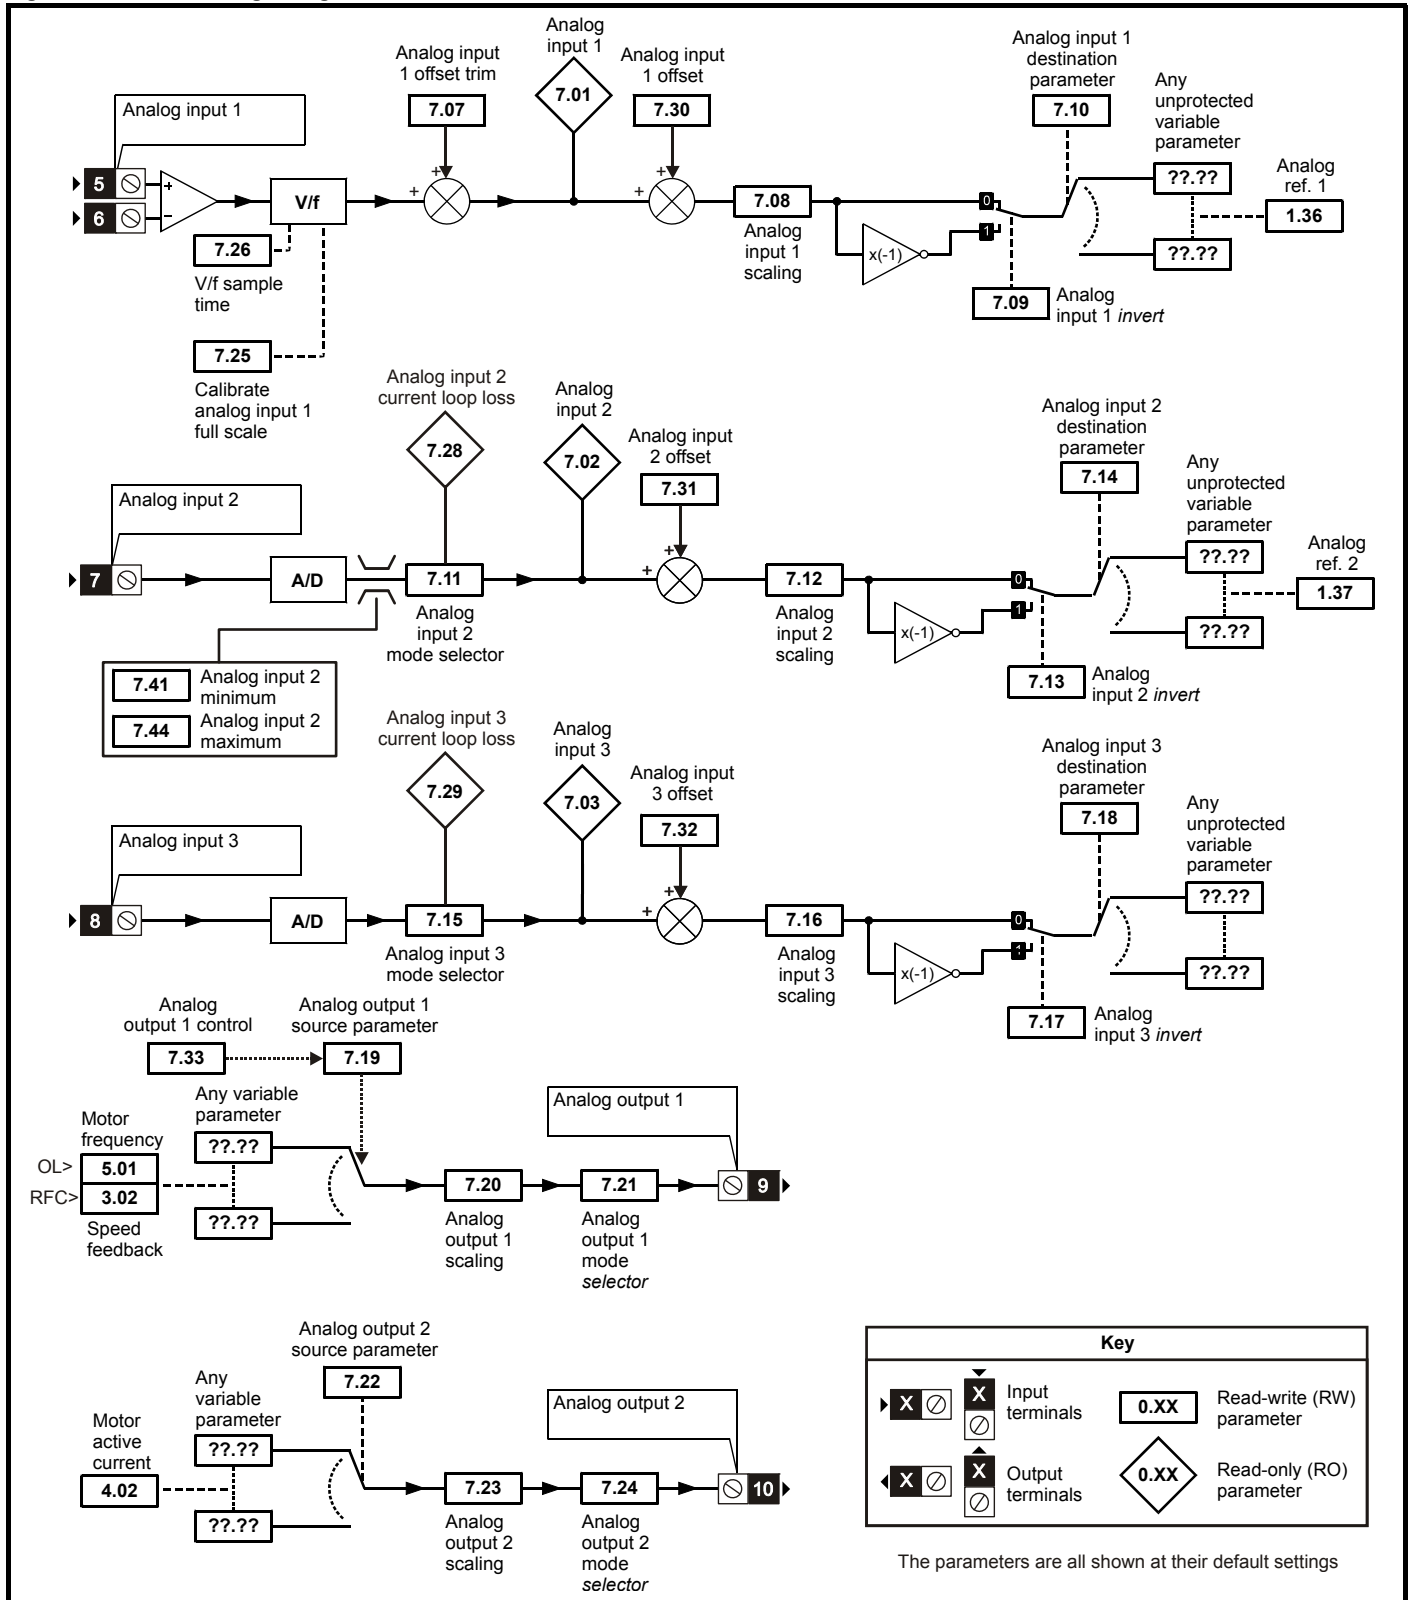 Analog input 1
5
6
+
−
V/f
7.26
V/f sample
time
7.25
Calibrate
analog input 1
full scale
Analog input
1 offset trim
7.07
+
+
Analog
input 1
7.01
Analog input
1 offset
7.30
+
+
7.08
Analog
input 1
scaling
x(-1)
0
1
7.09
Analog
input 1 invert
Analog input 1
destination
parameter
7.10
Any
unprotected
variable
parameter
??.??
??.??
Analog
ref. 1
1.36
Analog input 2
7
A/D
7.41
Analog input 2
minimum
7.44
Analog input 2
maximum
Analog input 2
current loop loss
7.28
7.11
Analog
input 2
mode selector
Analog
input 2
7.02
Analog input
2 offset
7.31
+
+
7.12
Analog
input 2
scaling
x(-1)
0
1
7.13
Analog
input 2 invert
Analog input 2
destination
parameter
7.14
Any
unprotected
variable
parameter
??.??
??.??
Analog
ref. 2
1.37
Analog input 3
8
A/D
Analog input 3
current loop loss
7.29
7.15
Analog input 3
mode selector
Analog
input 3
7.03
Analog input
3 offset
7.32
+
+
7.16
Analog
input 3
scaling
x(-1)
0
1
7.17
Analog
input 3 invert
Analog input 3
destination
parameter
7.18
Any
unprotected
variable
parameter
??.??
??.??
Analog
output 1 control
7.33
Analog output 1
source parameter
7.19
Any variable
parameter
??.??
??.??
Motor
frequency
OL>
5.01
RFC>
3.02
Speed
feedback
7.20
Analog
output 1
scaling
7.21
Analog
output 1
mode
selector
Analog output 1
9
Analog output 2
source parameter
7.22
Any
variable
parameter
??.??
??.??
Motor
active
current
4.02
7.23
Analog
output 2
scaling
7.24
Analog
output 2
mode
selector
Analog output 2
10
Key
X
X
Input
terminals
0.XX
Read-write (RW)
parameter
X
X
Output
terminals
0.XX
Read-only (RO)
parameter
The parameters are all shown at their default settings